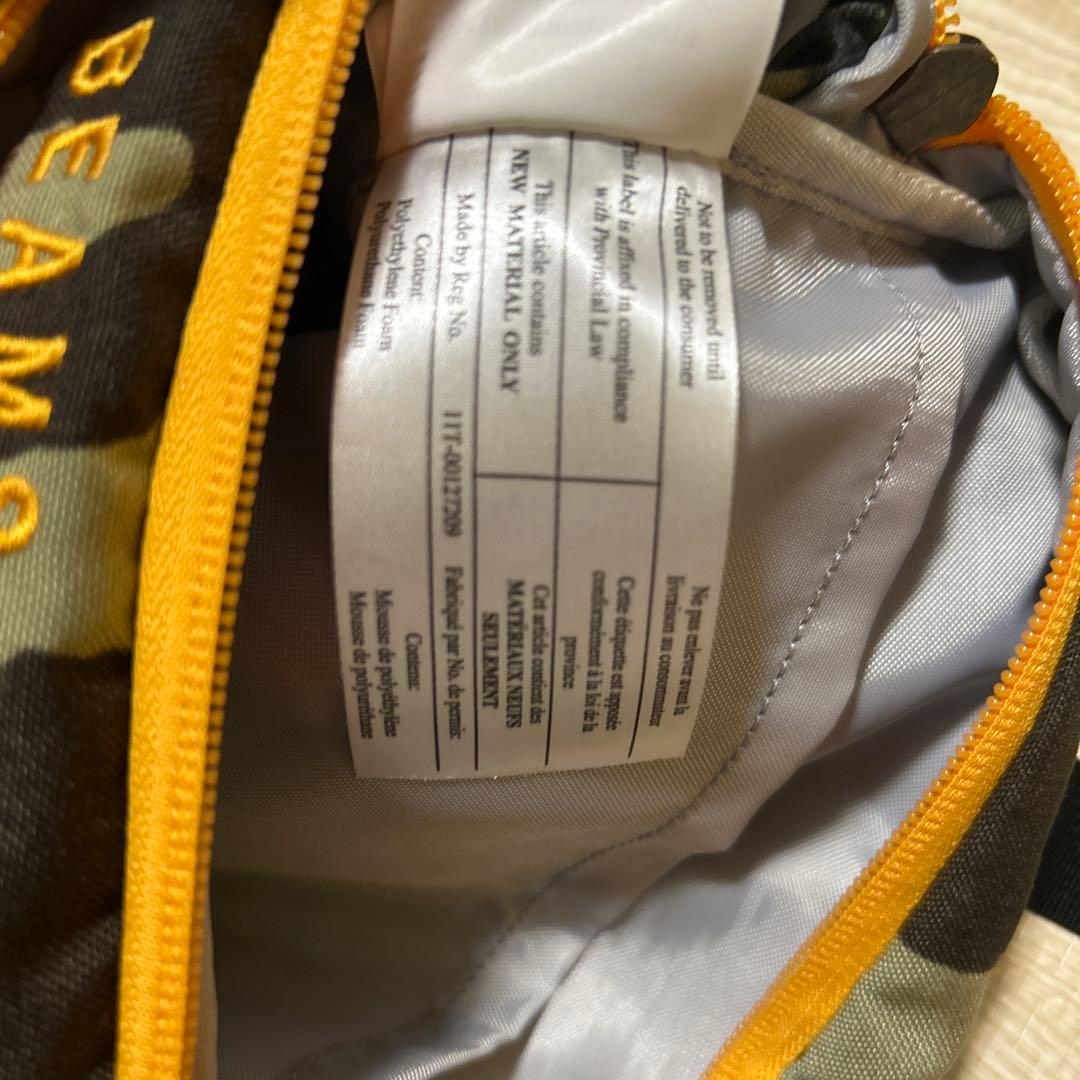 BEAMS
Not to be removed until
delivered to the consumer
Ne pas enlever avant la
livraison au consommateur
This label is affixed in compliance
with Provincial Law
Cette étiquette est apposée
conformément à la loi de la
province
This article contains
NEW MATERIAL ONLY
Cet article contient des
MATÉRIAUX NEUFS
SEULEMENT
Made by Reg No. 11T-00127209 Fabriqué par No. de permis:
Content:
Polyethylene Foam
Polyurethane Foam
Contenu:
Mousse de polyéthylène
Mousse de polyuréthane